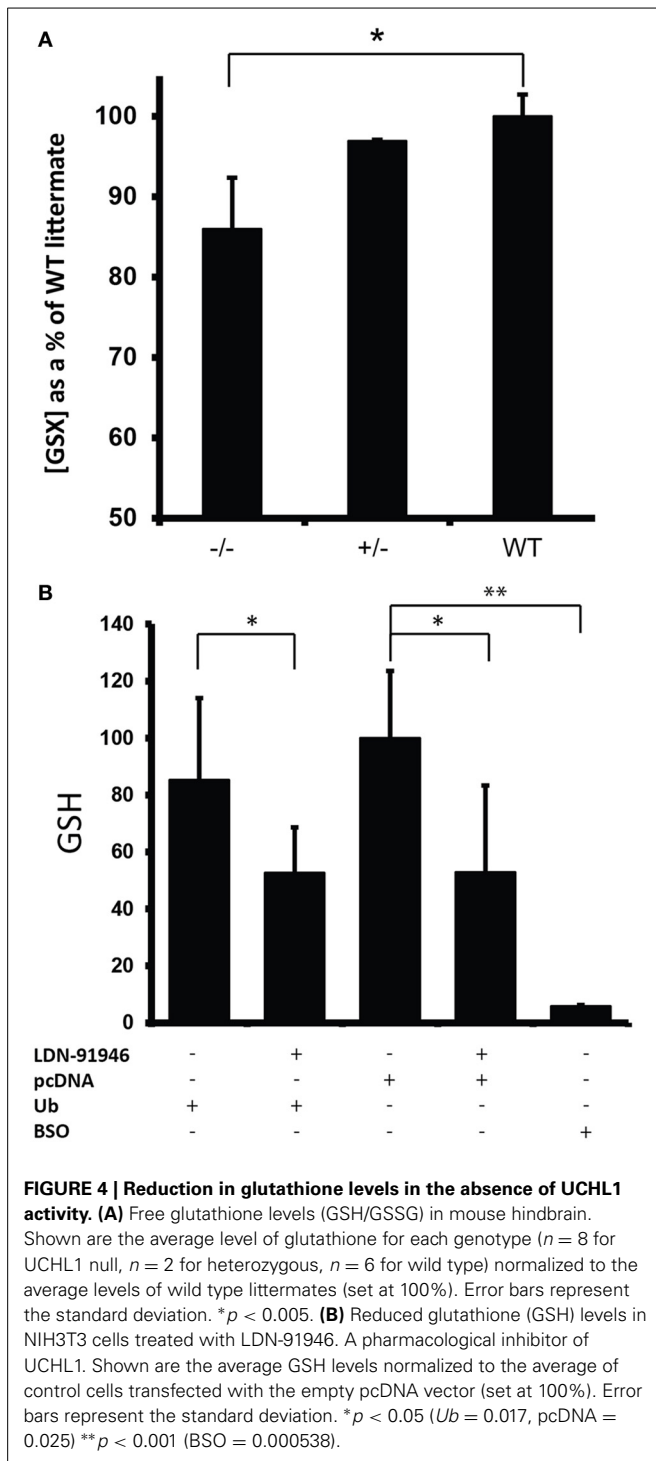 A
*
100
90
80
70
60
50
[GSX] as a % of WT littermate
-/- +/- WT
B
**
* *
140
120
100
80
60
40
20
0
GSH
LDN-91946 - + - + -
pcDNA - - + + -
Ub + + - - -
BSO - - - - +
FIGURE 4 | Reduction in glutathione levels in the absence of UCHL1
activity. (A) Free glutathione levels (GSH/GSSG) in mouse hindbrain.
Shown are the average level of glutathione for each genotype (n = 8 for
UCHL1 null, n = 2 for heterozygous, n = 6 for wild type) normalized to the
average levels of wild type littermates (set at 100%). Error bars represent
the standard deviation. *p < 0.005. (B) Reduced glutathione (GSH) levels in
NIH3T3 cells treated with LDN-91946. A pharmacological inhibitor of
UCHL1. Shown are the average GSH levels normalized to the average of
control cells transfected with the empty pcDNA vector (set at 100%). Error
bars represent the standard deviation. *p < 0.05 (Ub = 0.017, pcDNA =
0.025) **p < 0.001 (BSO = 0.000538).